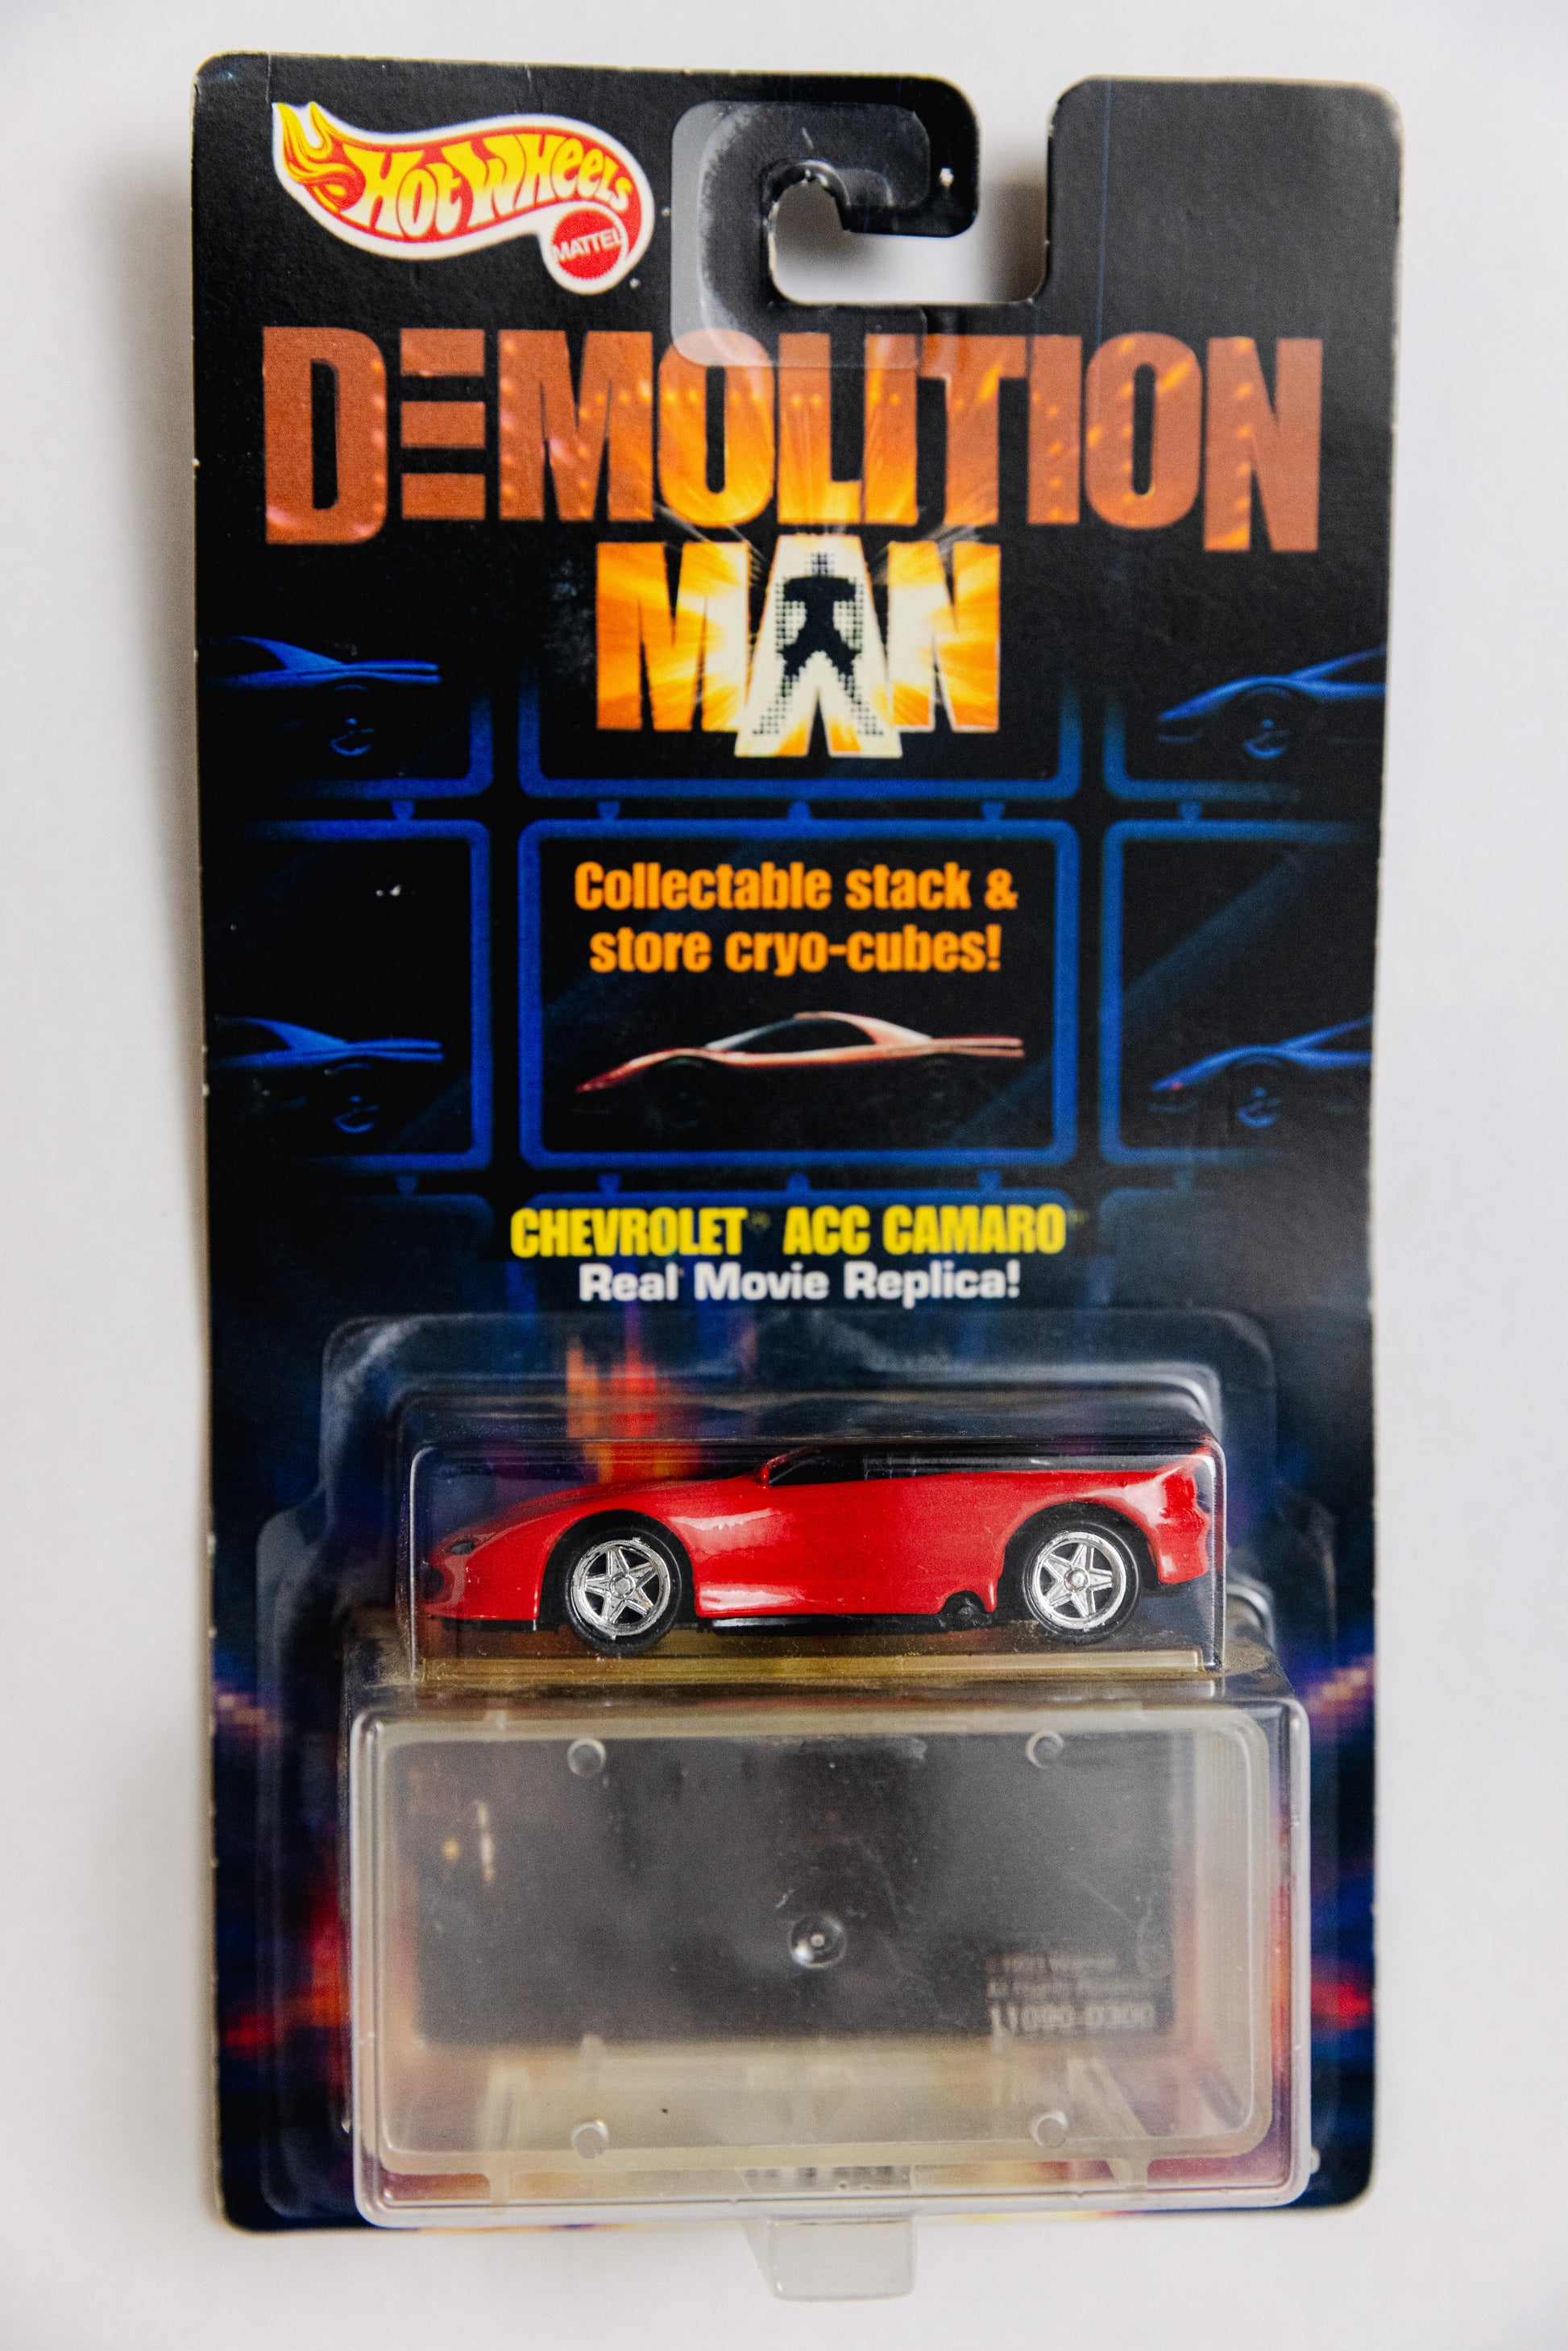 HOT WHEELS
MATTEL
DEMOLITION
MAN
Collectable stack &
store cryo-cubes!
CHEVROLET ACC CAMARO
Real Movie Replica!